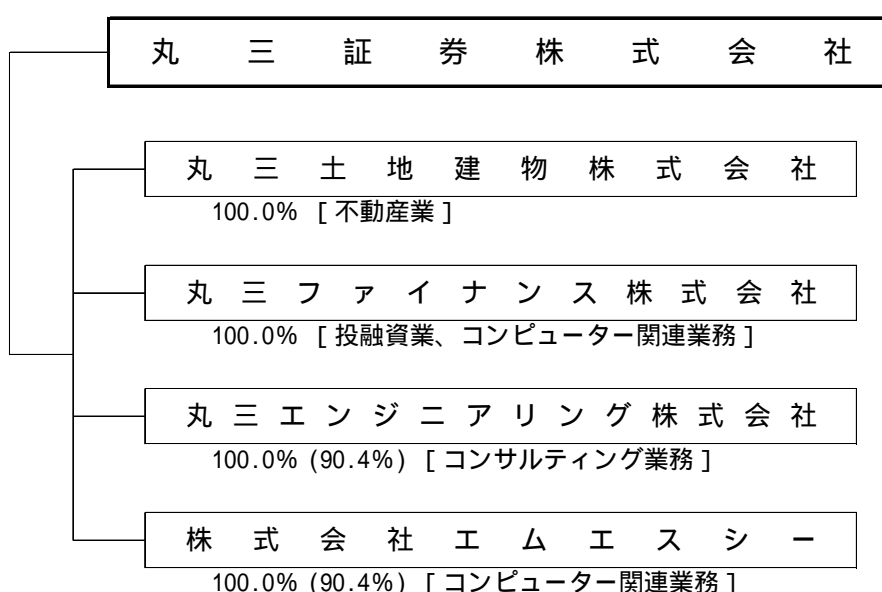 丸三証券株式会社
丸三土地建物株式会社
100.0% [不動産業]
丸三ファイナンス株式会社
100.0% [投融資業、コンピューター関連業務]
丸三エンジニアリング株式会社
100.0% (90.4%) [コンサルティング業務]
株式会社エムエスシー
100.0% (90.4%) [コンピューター関連業務]